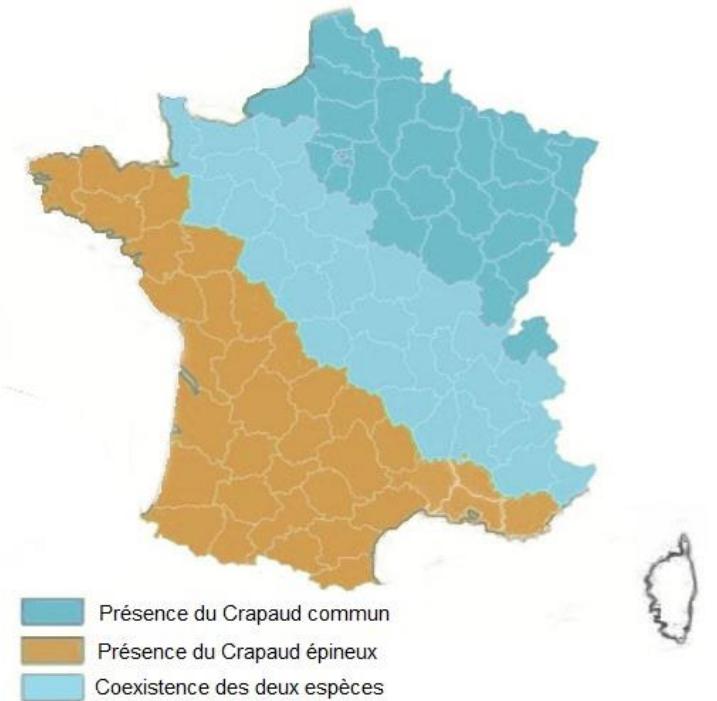 Présence du Crapaud commun
Présence du Crapaud épineux
Coexistence des deux espèces